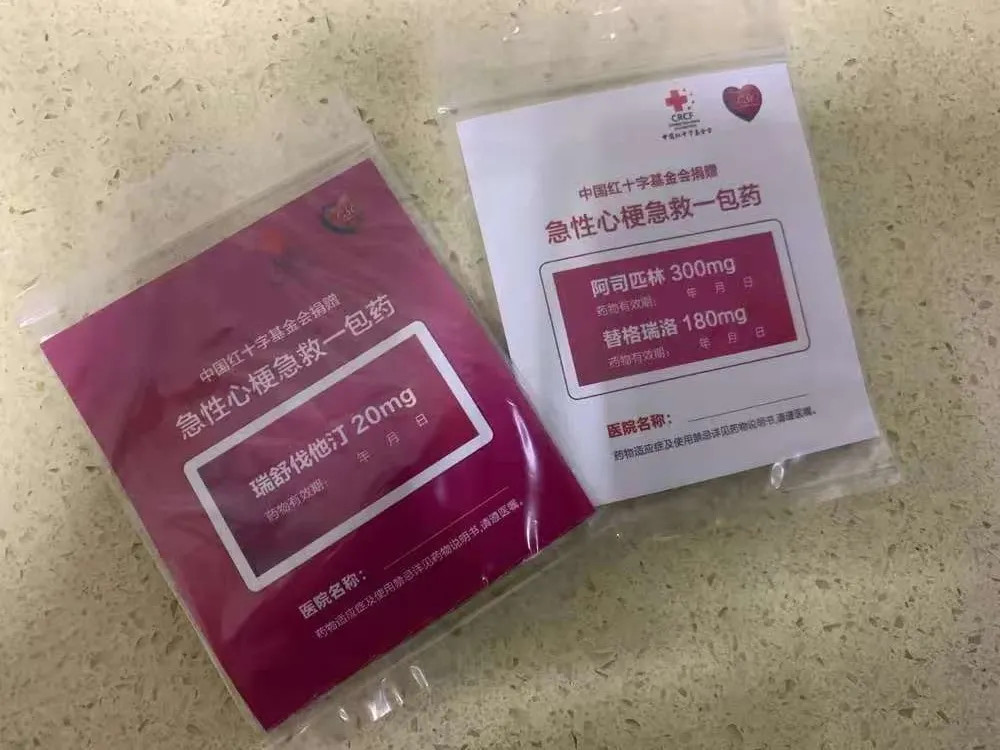 中国红十字基金会捐赠
急性心梗急救一包药
瑞舒伐他汀 20mg
药物有效期： 年 月 日
医院名称：
药物适应症及使用禁忌详见药物说明书,请遵医嘱。
CRCF
中国红十字基金会
中国红十字基金会捐赠
急性心梗急救一包药
阿司匹林 300mg
药物有效期： 年 月 日
替格瑞洛 180mg
药物有效期： 年 月 日
医院名称：
药物适应症及使用禁忌详见药物说明书,请遵医嘱。